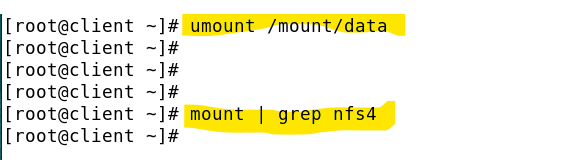 [root@client ~]# umount /mount/data
[root@client ~]#
[root@client ~]#
[root@client ~]#
[root@client ~]# mount | grep nfs4
[root@client ~]#